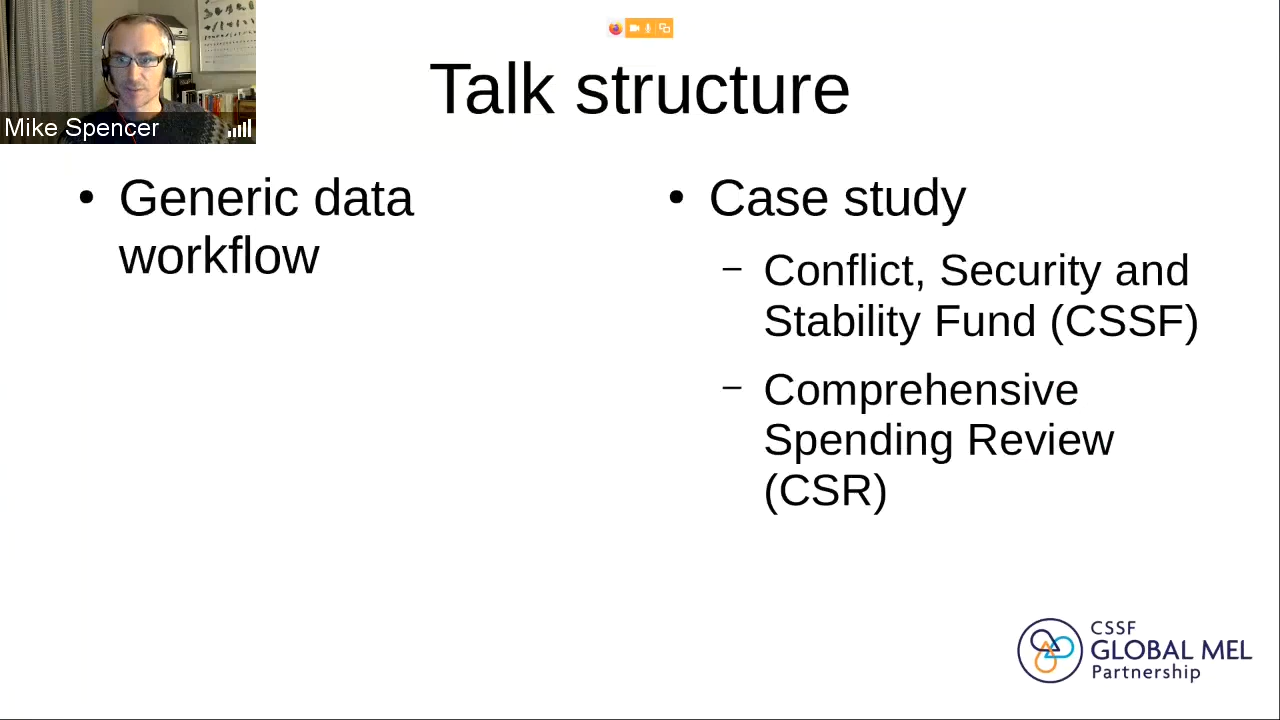 Mike Spencer
Talk structure
• Generic data
workflow
• Case study
– Conflict, Security and
Stability Fund (CSSF)
– Comprehensive
Spending Review
(CSR)
CSSF
GLOBAL MEL
Partnership